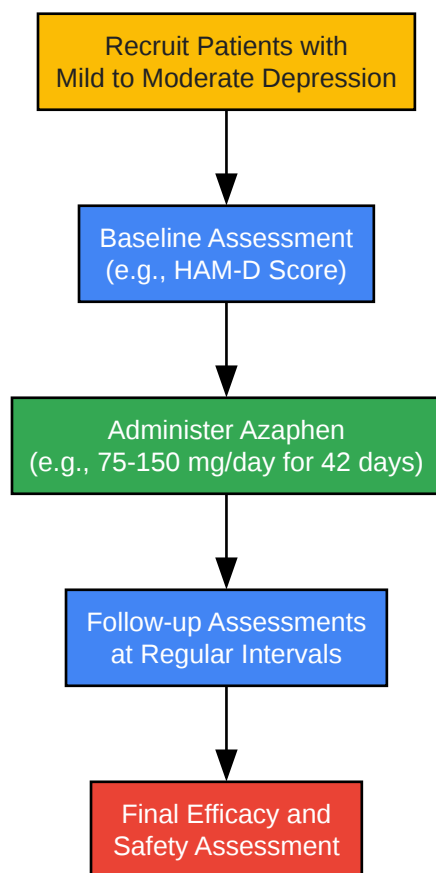 Recruit Patients with
Mild to Moderate Depression
Baseline Assessment
(e.g., HAM-D Score)
Administer Azaphen
(e.g., 75-150 mg/day for 42 days)
Follow-up Assessments
at Regular Intervals
Final Efficacy and
Safety Assessment